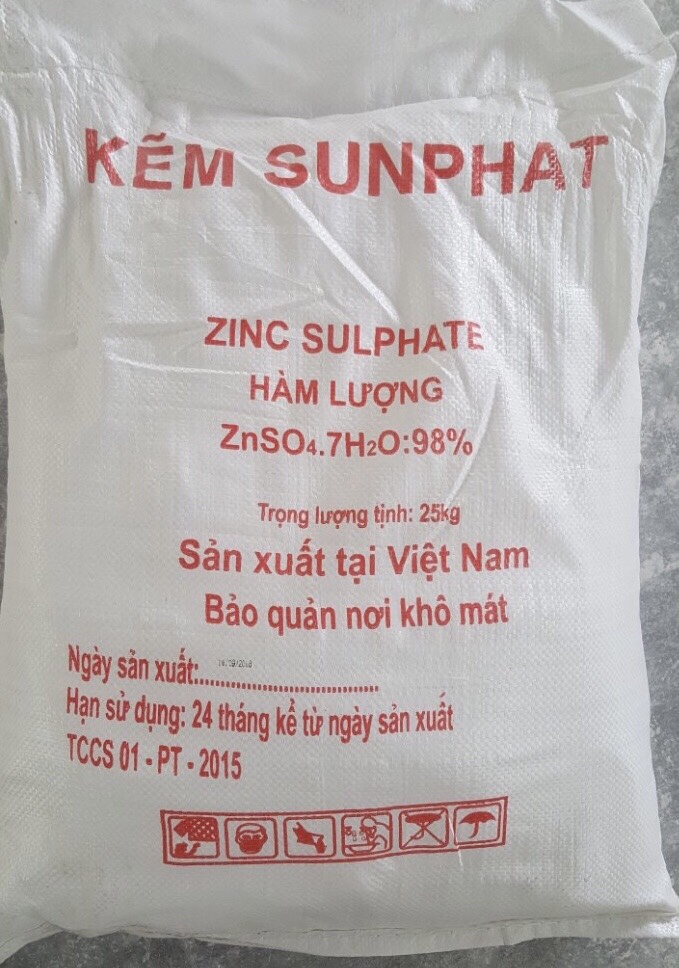 KẼM SUNPHAT
ZINC SULPHATE
HÀM LƯỢNG
ZnSO₄.7H₂O:98%
Trọng lượng tịnh: 25kg
Sản xuất tại Việt Nam
Bảo quản nơi khô mát
Ngày sản xuất:................................
Hạn sử dụng: 24 tháng kể từ ngày sản xuất
TCCS 01 - PT - 2015